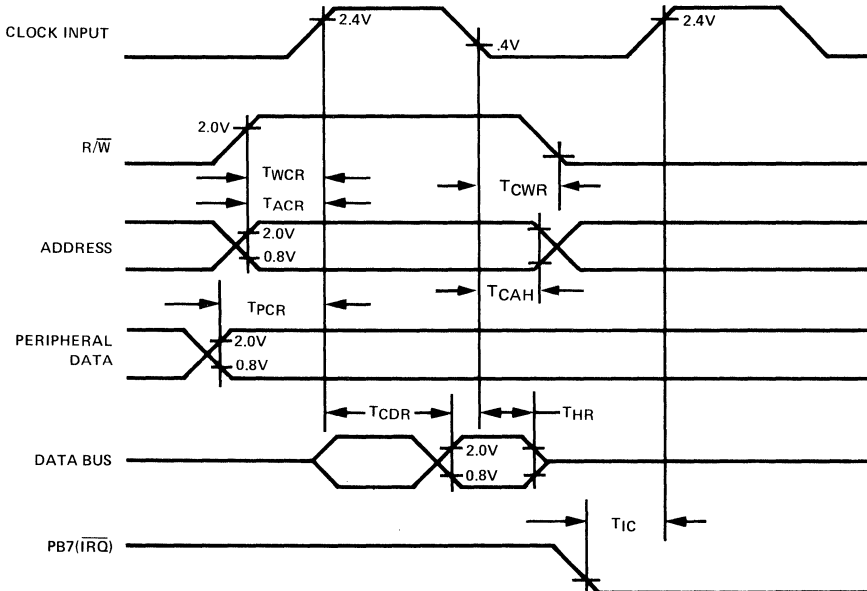 CLOCK INPUT
2.4V
.4V
2.4V
R/W̅
2.0V
TWCR
TCWR
TACR
ADDRESS
2.0V
0.8V
TCAH
TPCR
PERIPHERAL
DATA
2.0V
0.8V
TCDR
THR
DATA BUS
2.0V
0.8V
TIC
PB7(I̅R̅Q̅)